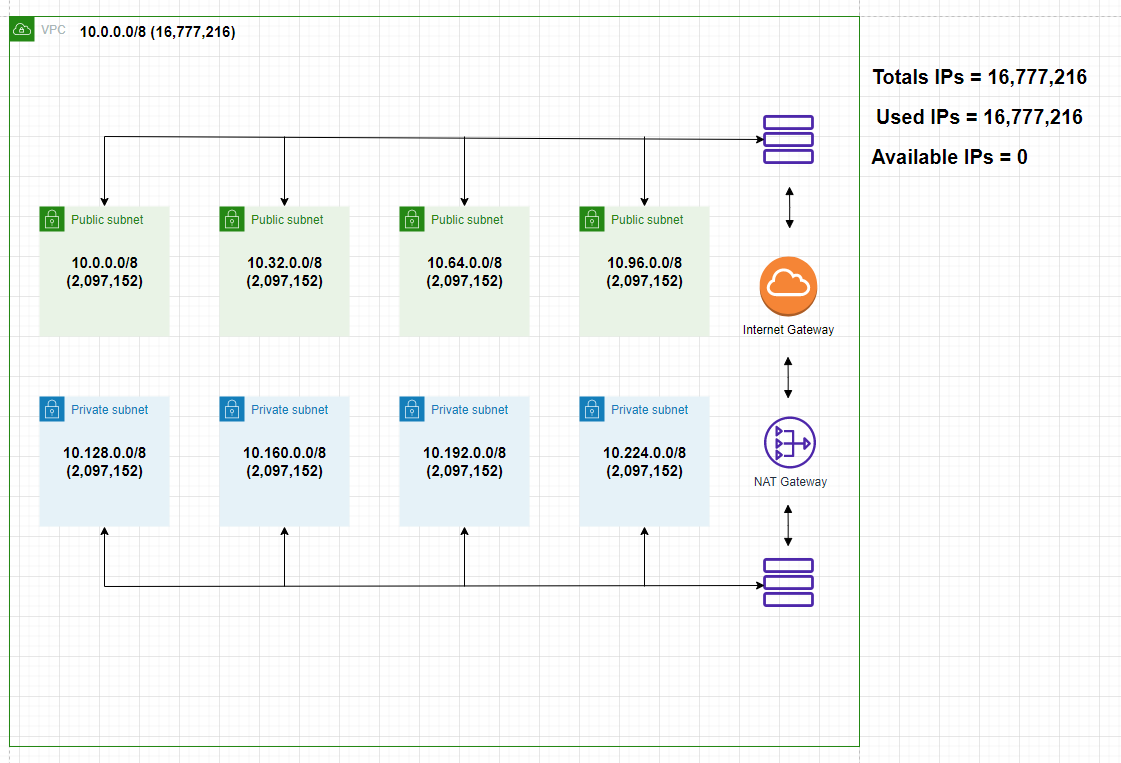 VPC
10.0.0.0/8 (16,777,216)
Totals IPs = 16,777,216
Used IPs = 16,777,216
Available IPs = 0
Public subnet
10.0.0.0/8
(2,097,152)
Public subnet
10.32.0.0/8
(2,097,152)
Public subnet
10.64.0.0/8
(2,097,152)
Public subnet
10.96.0.0/8
(2,097,152)
Internet Gateway
Private subnet
10.128.0.0/8
(2,097,152)
Private subnet
10.160.0.0/8
(2,097,152)
Private subnet
10.192.0.0/8
(2,097,152)
Private subnet
10.224.0.0/8
(2,097,152)
NAT Gateway